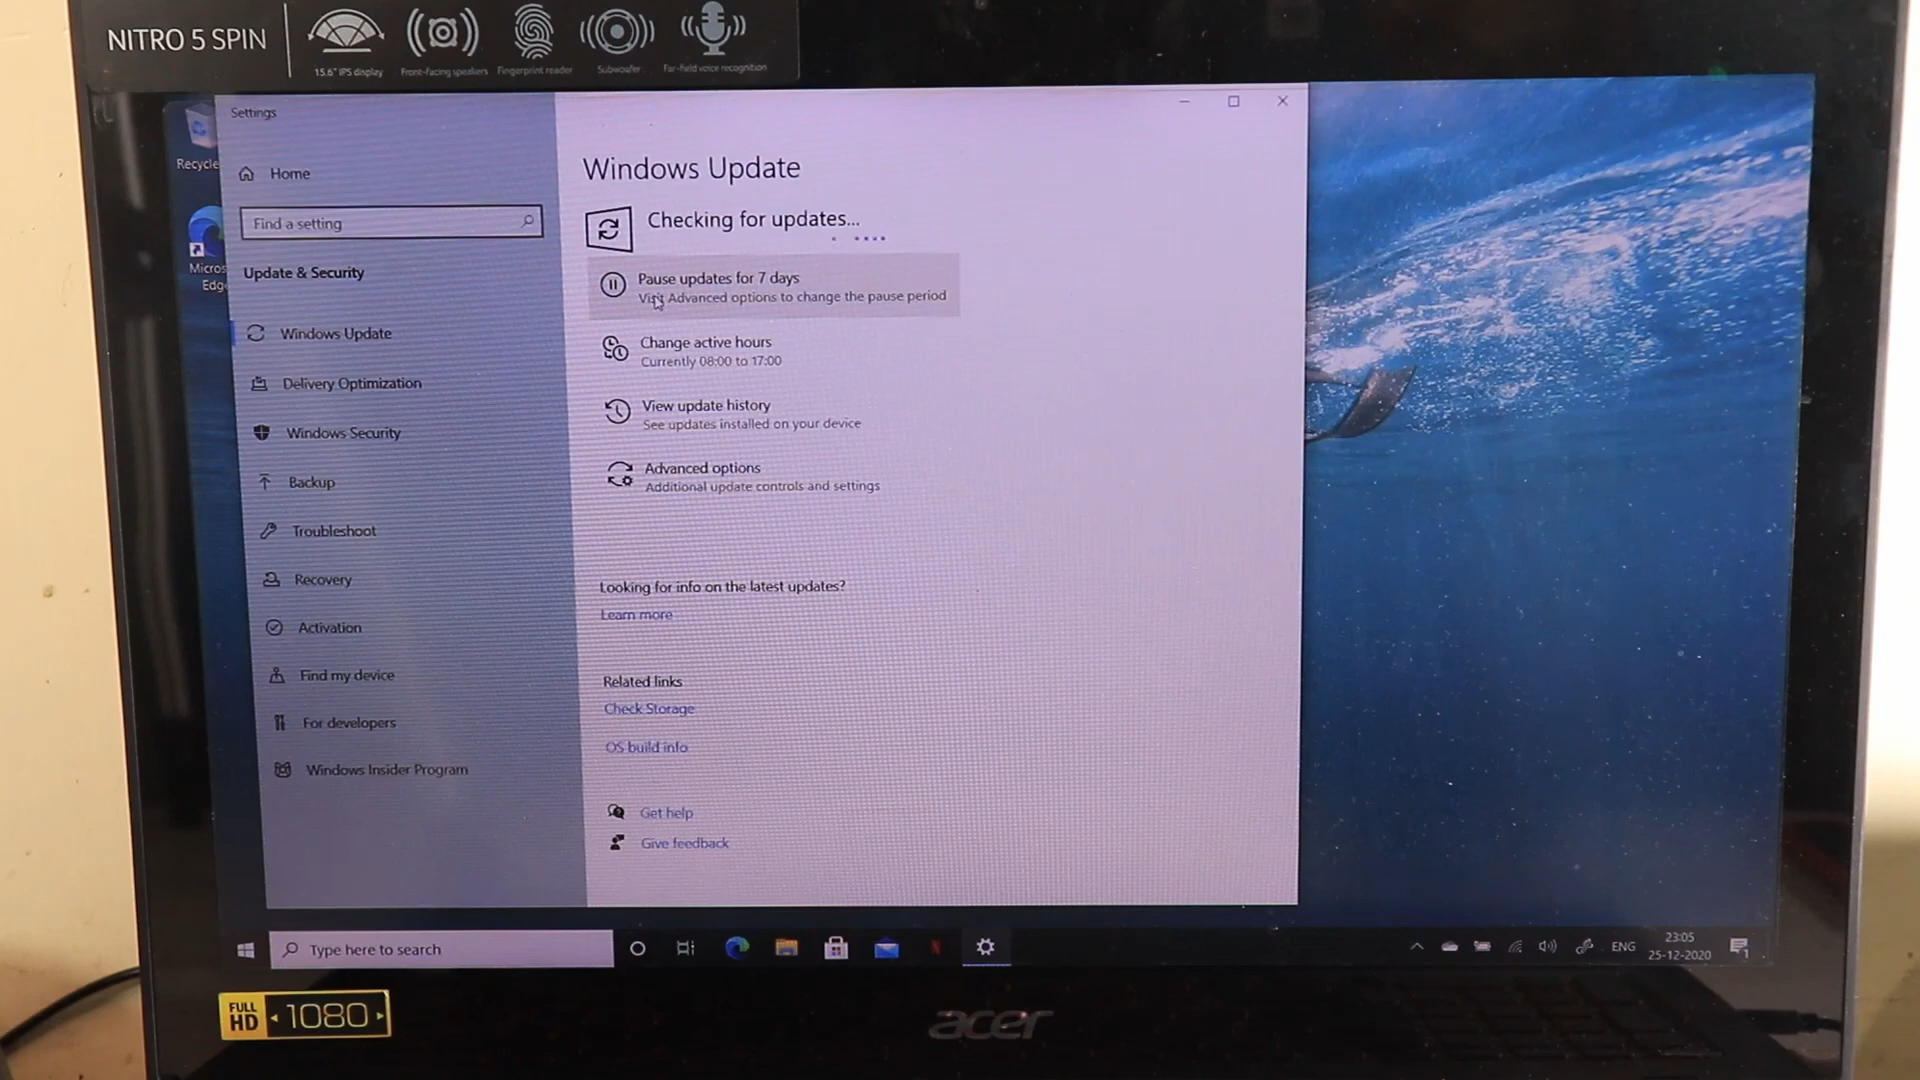 NITRO 5 SPIN
15.6" IPS display
Front-facing speakers
Fingerprint reader
Subwoofer
Far-field voice recognition
Recycle
Micros
Edg
Settings
Home
Find a setting
Update & Security
Windows Update
Delivery Optimization
Windows Security
Backup
Troubleshoot
Recovery
Activation
Find my device
For developers
Windows Insider Program
Windows Update
Checking for updates...
Pause updates for 7 days
Visit Advanced options to change the pause period
Change active hours
Currently 08:00 to 17:00
View update history
See updates installed on your device
Advanced options
Additional update controls and settings
Looking for info on the latest updates?
Learn more
Related links
Check Storage
OS build info
Get help
Give feedback
Type here to search
ENG
23:05
25-12-2020
1
FULL
HD
1080
acer